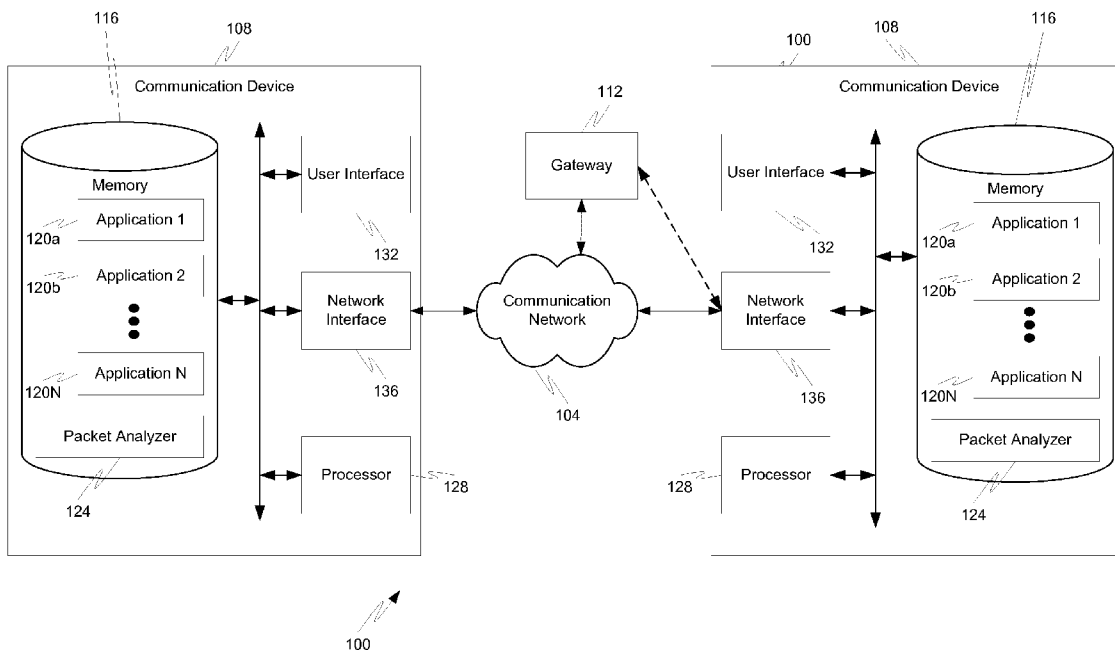 116
108
100
108
116
Communication Device
112
Communication Device
Gateway
Memory
User Interface
User Interface
Memory
Application 1
Application 1
120a
132
132
120a
Application 2
Application 2
120b
120b
Network
Interface
Communication
Network
Network
Interface
Application N
Application N
120N
136
104
136
120N
Packet Analyzer
Processor
Processor
Packet Analyzer
128
128
124
124
100